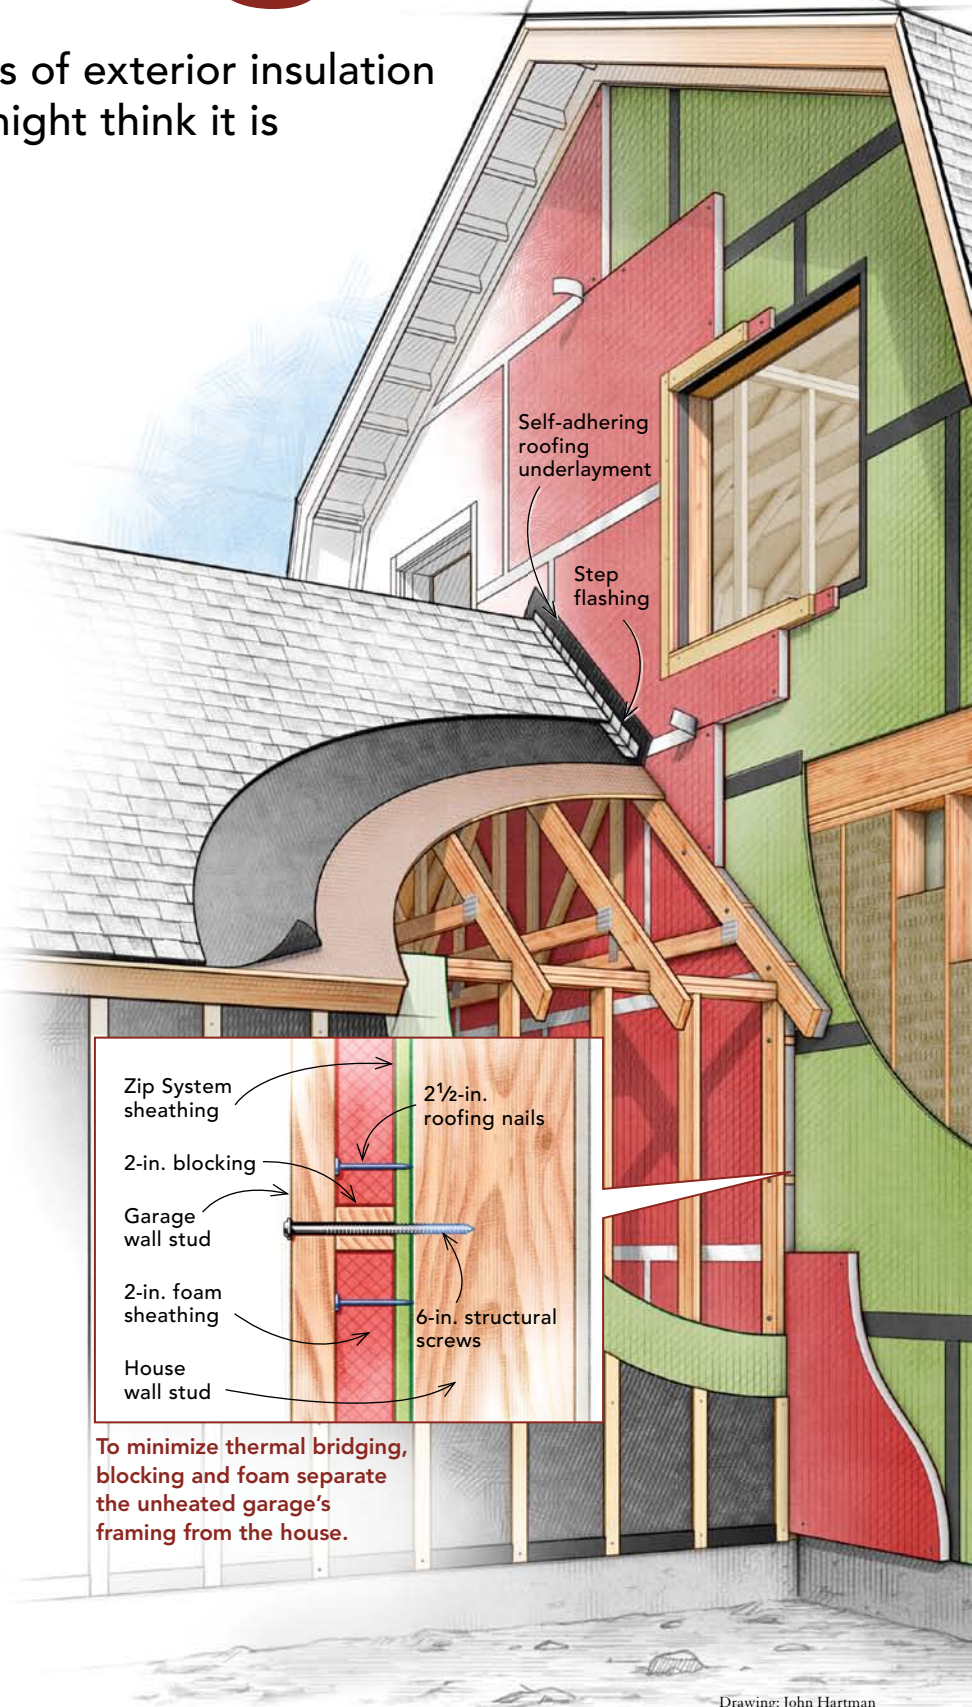 s of exterior insulation
night think it is
Self-adhering
roofing
underlayment
Step
flashing
Zip System
sheathing
2½-in.
roofing nails
2-in. blocking
Garage
wall stud
2-in. foam
sheathing
6-in. structural
screws
House
wall stud
To minimize thermal bridging,
blocking and foam separate
the unheated garage's
framing from the house.
Drawing: John Hartman